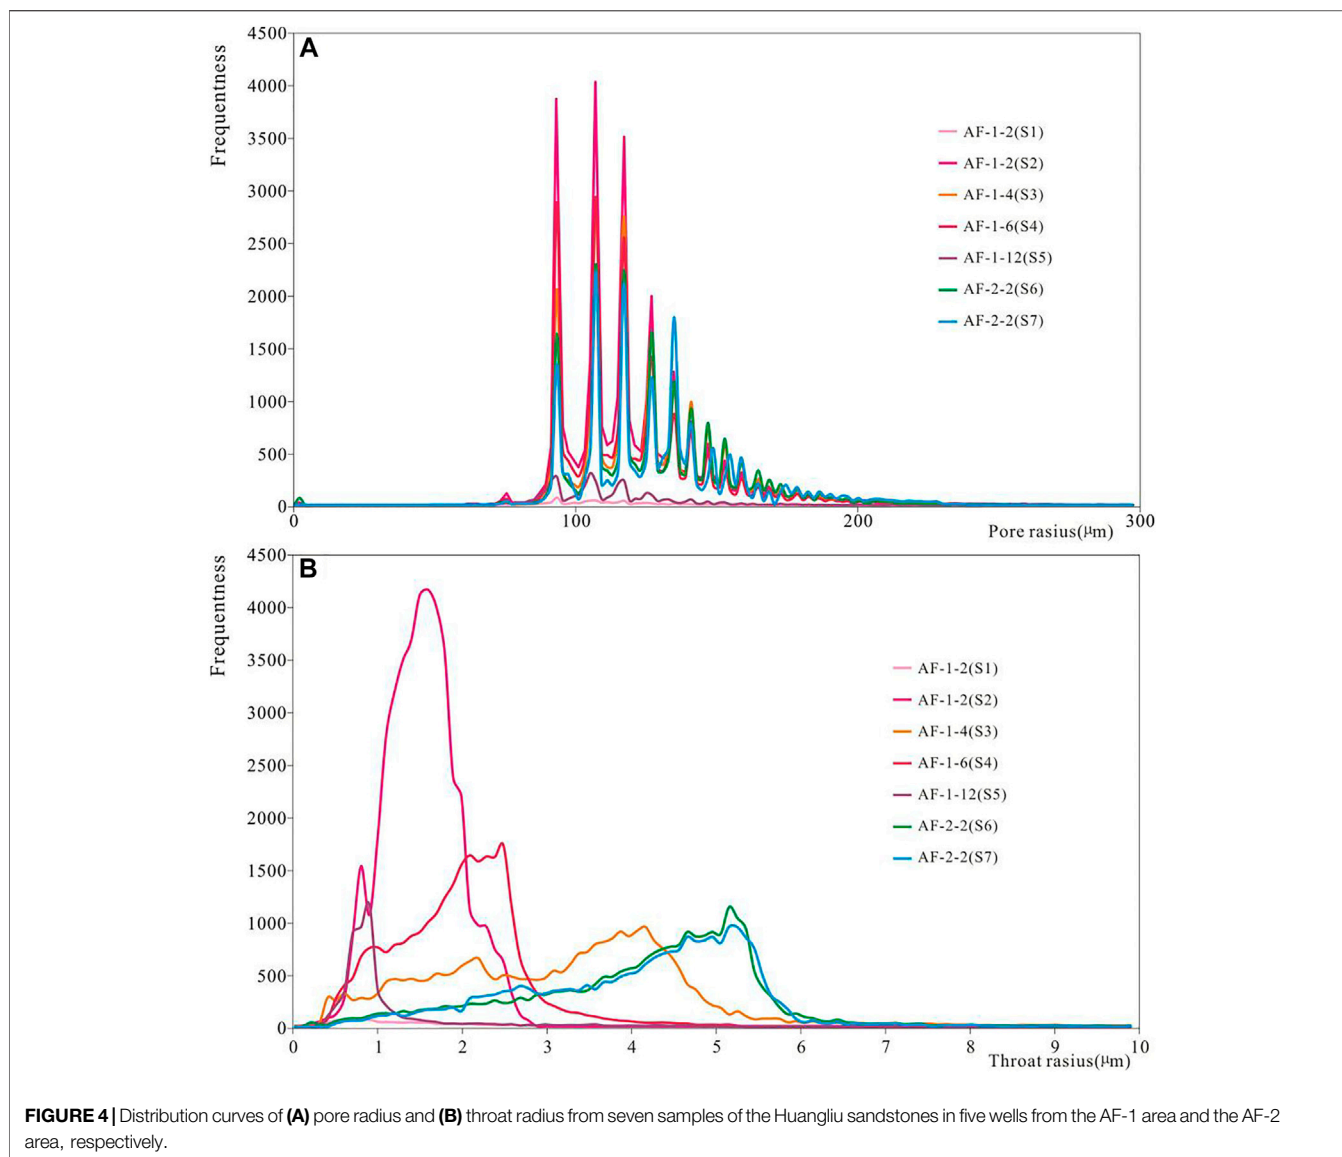 A
Frequentness
4500
4000
3500
3000
2500
2000
1500
1000
500
0
AF-1-2(S1)
AF-1-2(S2)
AF-1-4(S3)
AF-1-6(S4)
AF-1-12(S5)
AF-2-2(S6)
AF-2-2(S7)
0 100 200 300
Pore rasius(μm)
B
Frequentness
4500
4000
3500
3000
2500
2000
1500
1000
500
0
AF-1-2(S1)
AF-1-2(S2)
AF-1-4(S3)
AF-1-6(S4)
AF-1-12(S5)
AF-2-2(S6)
AF-2-2(S7)
0 1 2 3 4 5 6 7 8 9 10
Throat rasius(μm)
FIGURE 4 | Distribution curves of (A) pore radius and (B) throat radius from seven samples of the Huangliu sandstones in five wells from the AF-1 area and the AF-2
area, respectively.